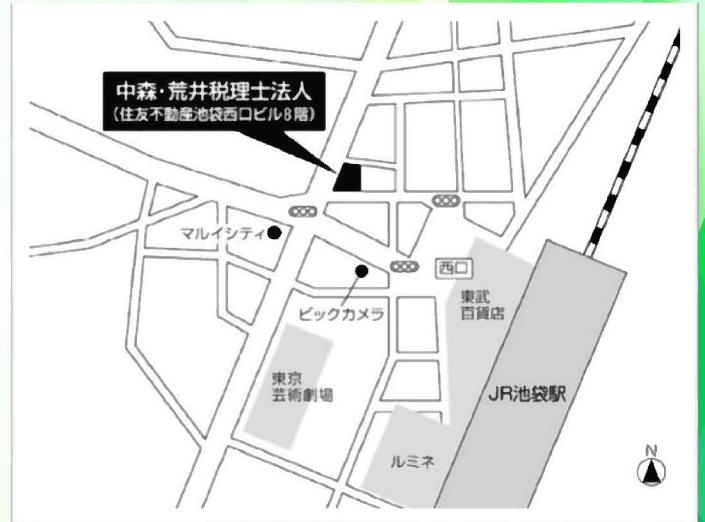 中森・荒井税理士法人
（住友不動産池袋西口ビル8階）
マルイシティ
西口
ビックカメラ
東武
百貨店
東京
芸術劇場
JR池袋駅
ルミネ
N